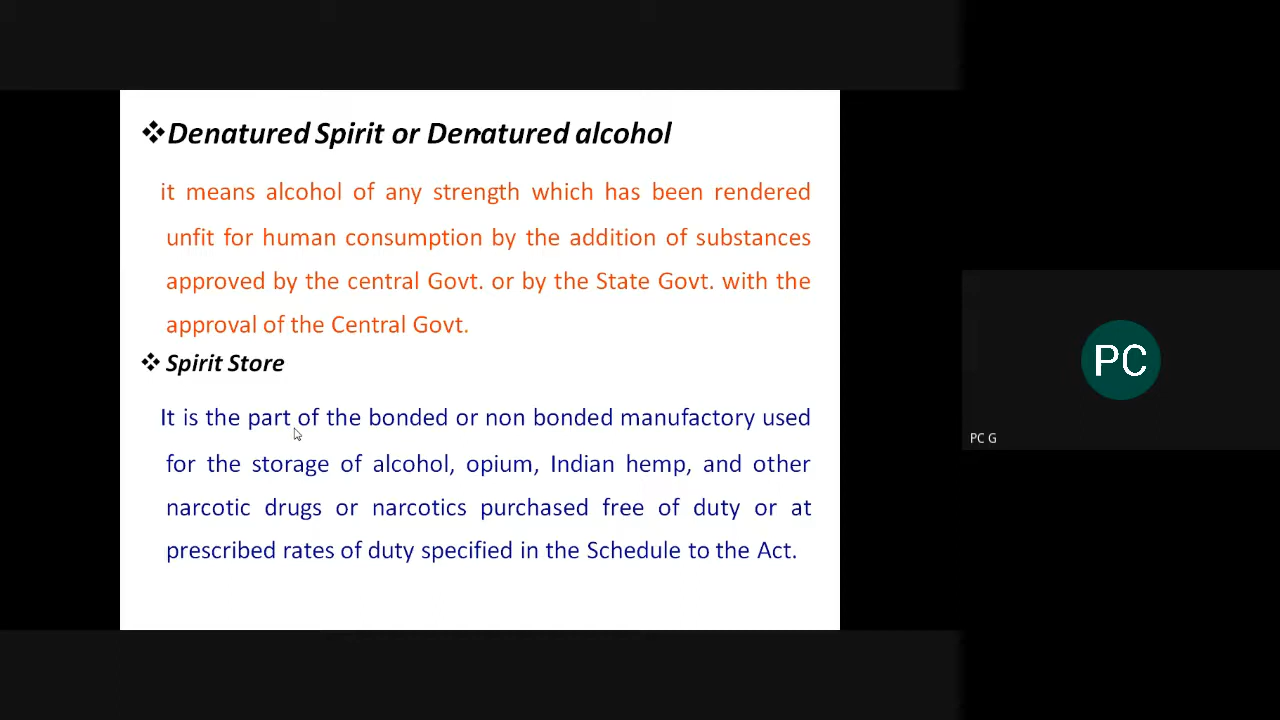 ❖Denatured Spirit or Denatured alcohol
it means alcohol of any strength which has been rendered
unfit for human consumption by the addition of substances
approved by the central Govt. or by the State Govt. with the
approval of the Central Govt.
❖ Spirit Store
It is the part of the bonded or non bonded manufactory used
for the storage of alcohol, opium, Indian hemp, and other
narcotic drugs or narcotics purchased free of duty or at
prescribed rates of duty specified in the Schedule to the Act.
PC
PC G